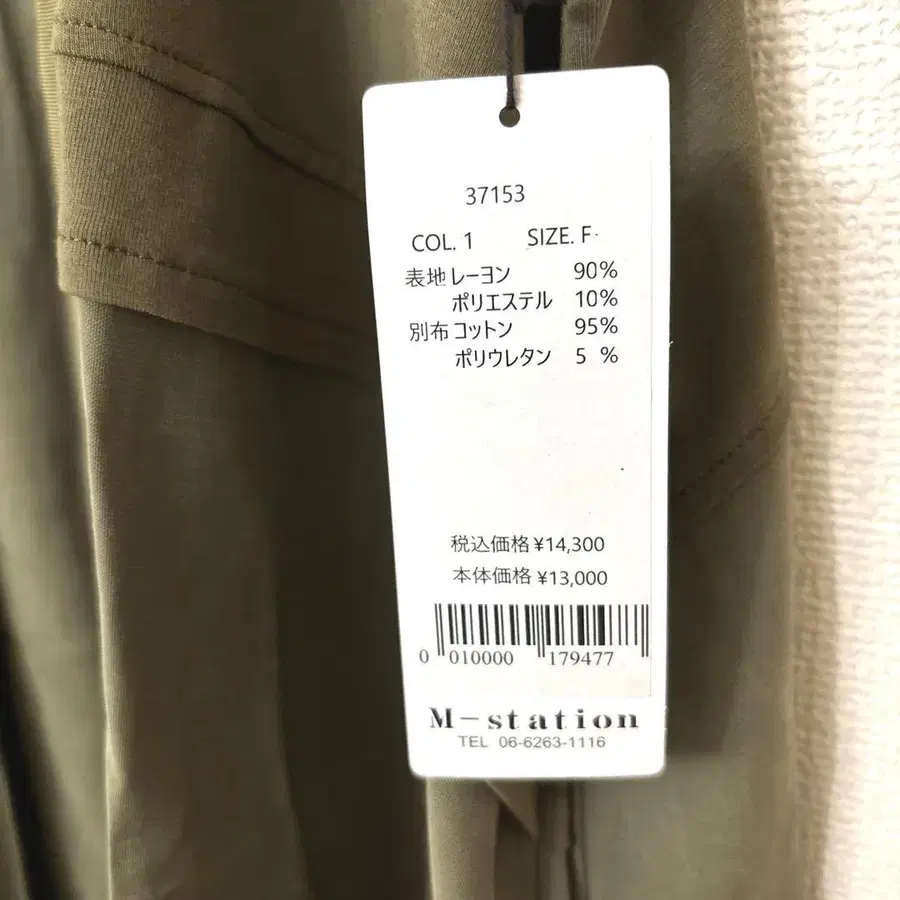 37153
COL. 1 SIZE. F
表地 レーヨン 90%
ポリエステル 10%
別布 コットン 95%
ポリウレタン 5 %
税込価格 ¥14,300
本体価格 ¥13,000
0 010000 179477
M-station
TEL 06-6263-1116